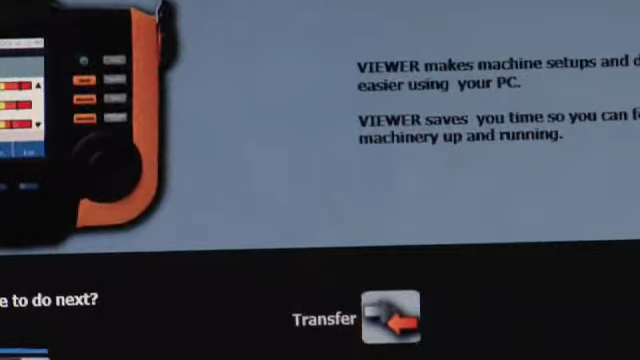 VIEWER makes machine setups and
easier using your PC.
VIEWER saves you time so you can
machinery up and running.
e to do next?
Transfer